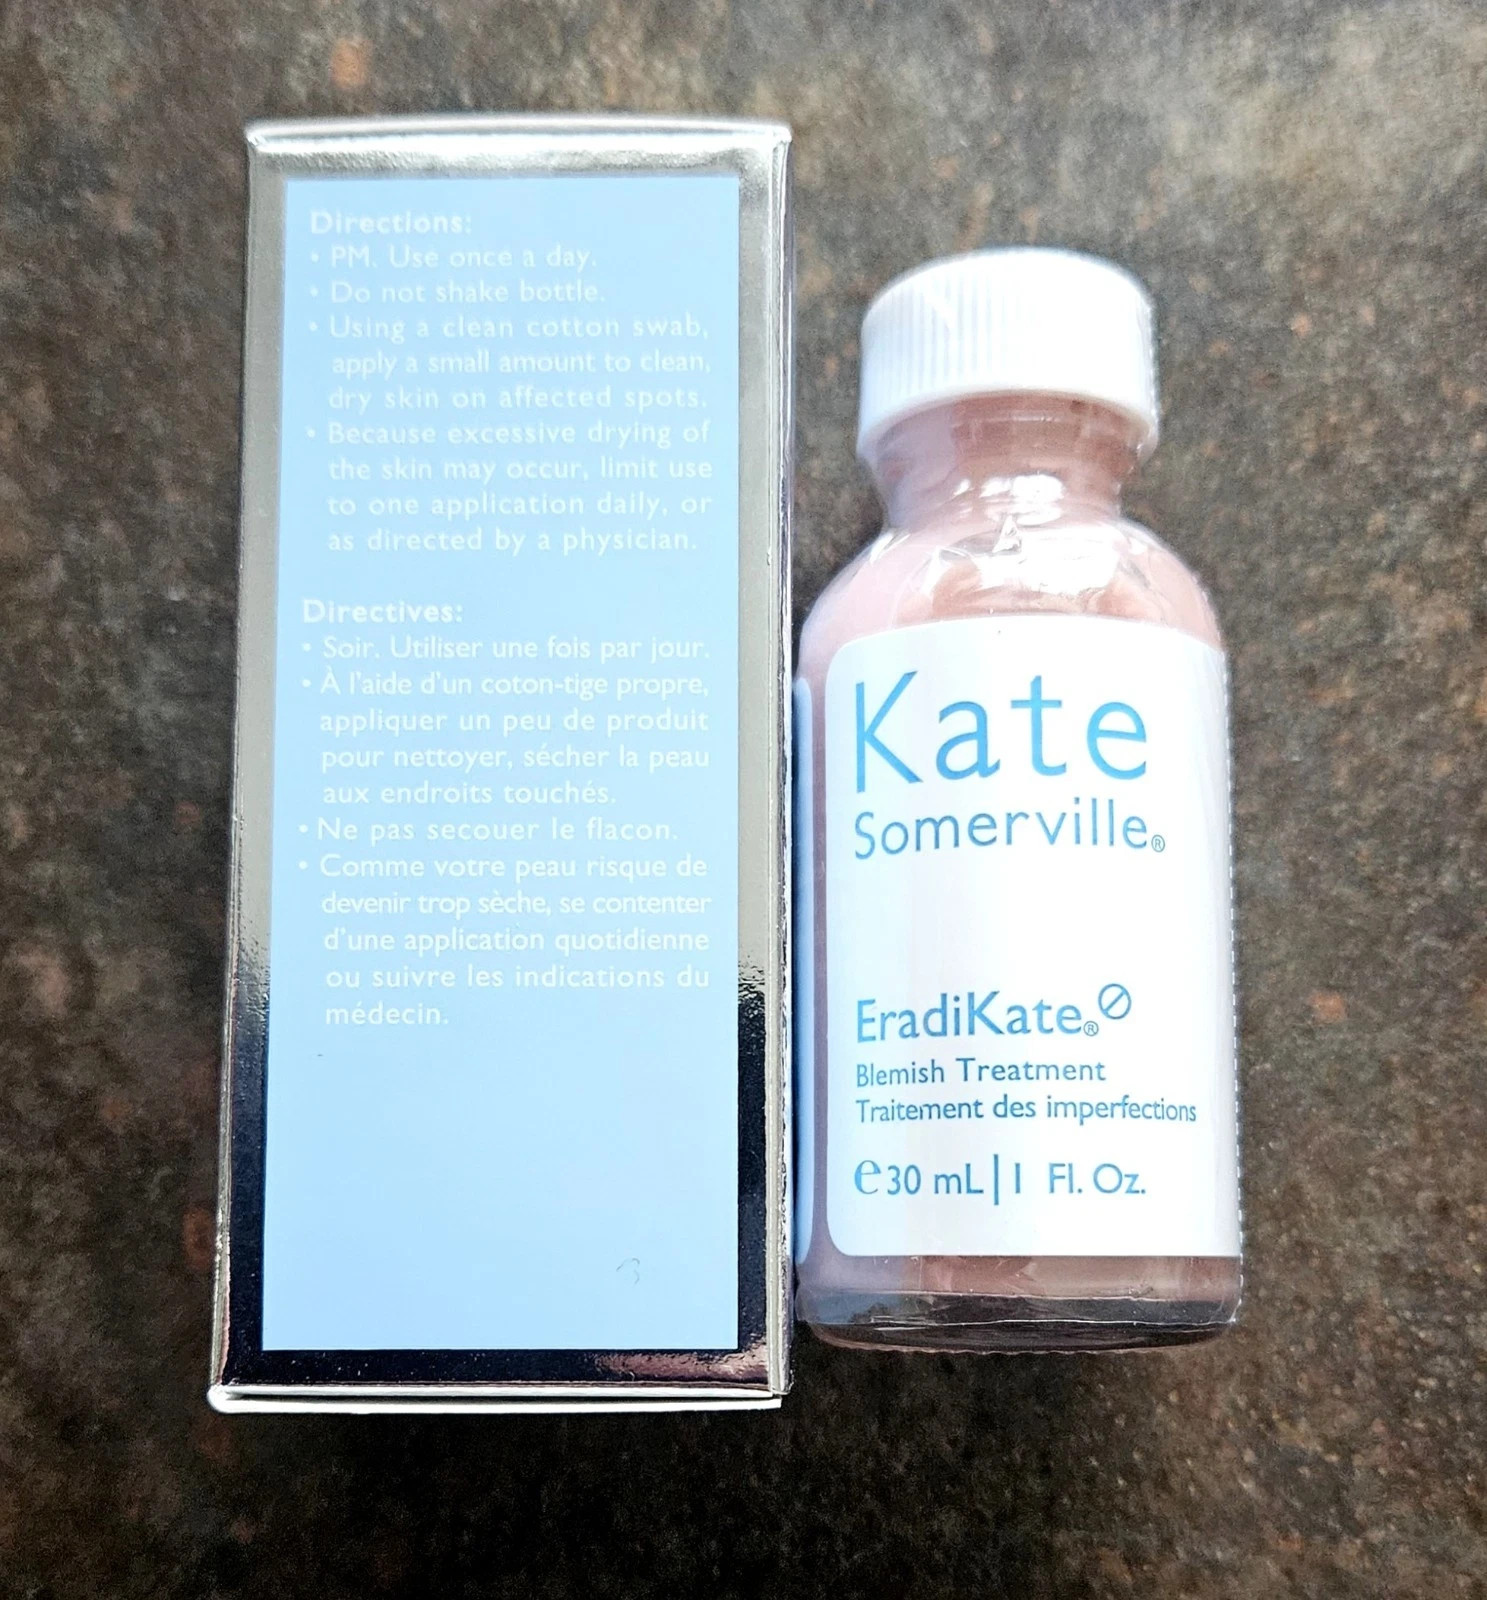 Directions:
• PM. Use once a day.
• Do not shake bottle.
• Using a clean cotton swab,
apply a small amount to clean,
dry skin on affected spots.
• Because excessive drying of
the skin may occur, limit use
to one application daily, or
as directed by a physician.
Directives:
• Soir. Utiliser une fois par jour.
• À l'aide d'un coton-tige propre,
appliquer un peu de produit
pour nettoyer, sécher la peau
aux endroits touchés.
• Ne pas secouer le flacon.
• Comme votre peau risque de
devenir trop sèche, se contenter
d'une application quotidienne
ou suivre les indications du
médecin.
Kate
Somerville®
EradiKate®
Blemish Treatment
Traitement des imperfections
℮ 30 mL | 1 Fl. Oz.